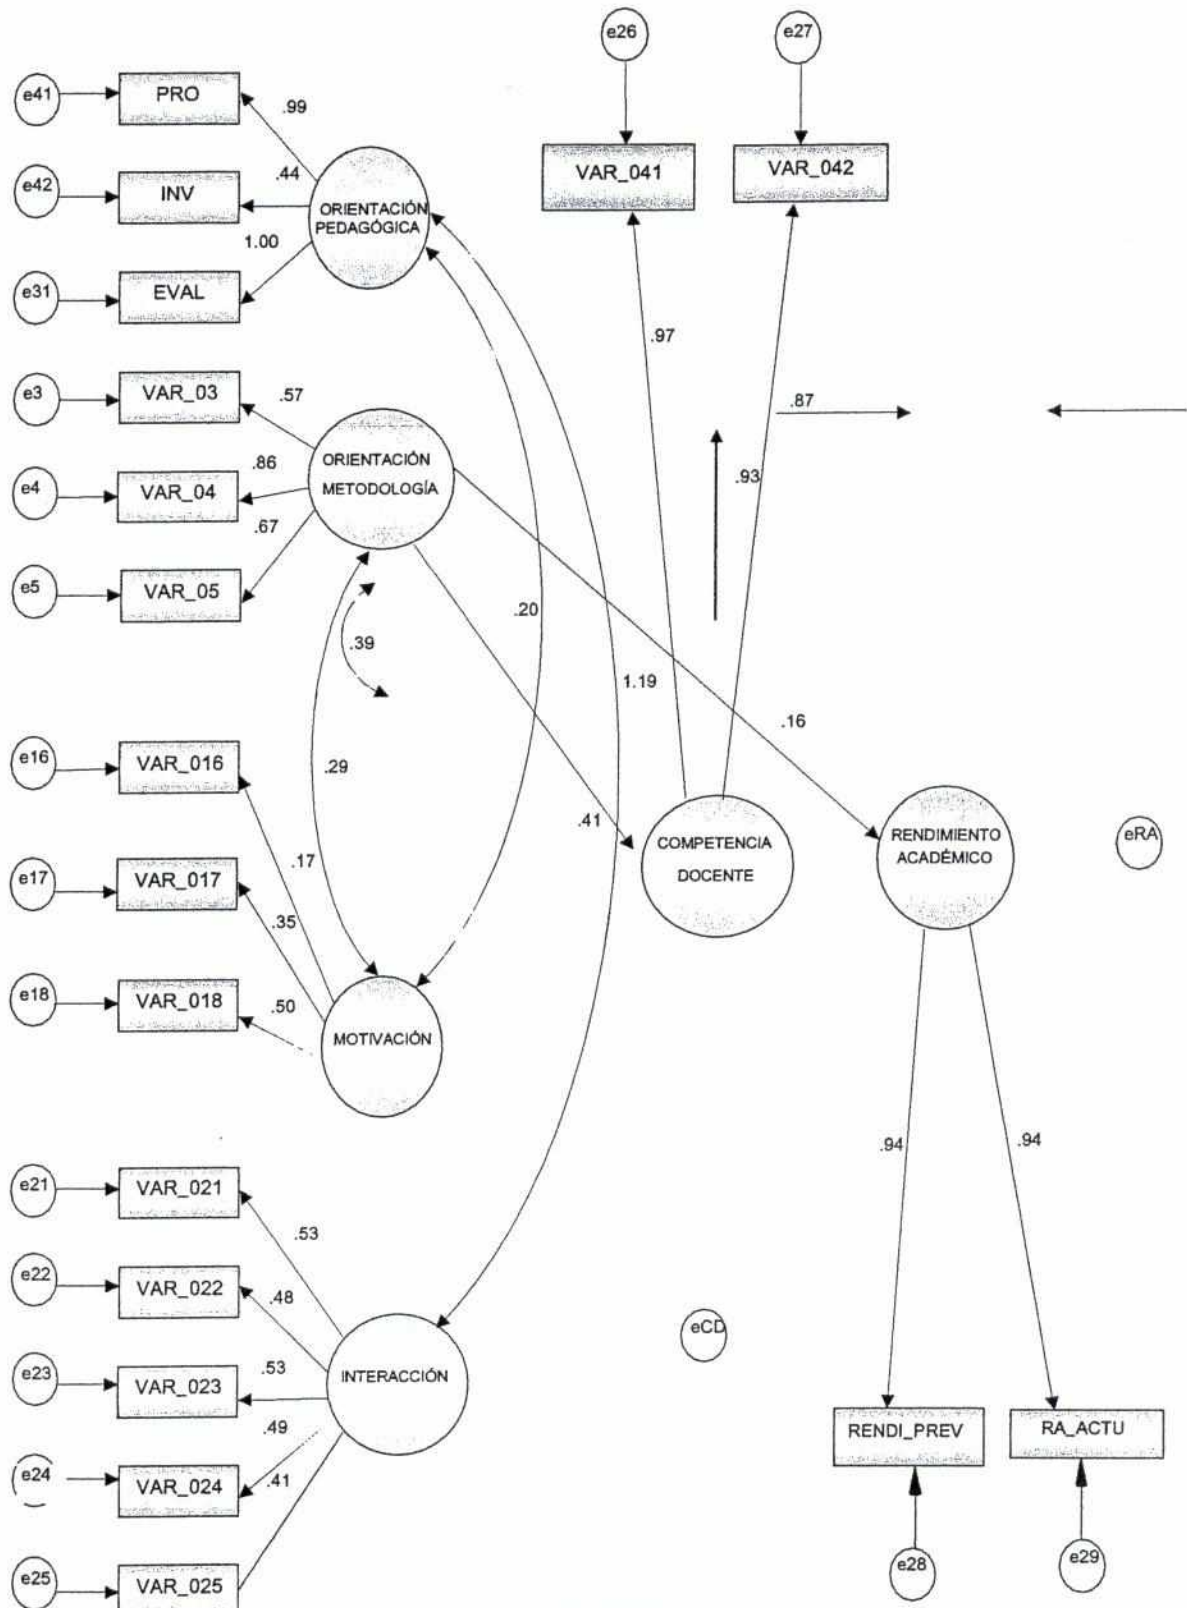 e26
e27
e41
PRO
.99
VAR_041
VAR_042
e42
INV
.44
ORIENTACIÓN
PEDAGÓGICA
1.00
e31
EVAL
.97
e3
VAR_03
.57
.87
ORIENTACIÓN
METODOLOGÍA
.86
e4
VAR_04
.93
.67
e5
VAR_05
.20
.39
1.19
.16
e16
VAR_016
.29
.41
COMPETENCIA
DOCENTE
RENDIMIENTO
ACADÉMICO
eRA
.17
e17
VAR_017
.35
e18
VAR_018
.50
MOTIVACIÓN
.94
.94
e21
VAR_021
.53
e22
VAR_022
.48
eCD
e23
VAR_023
.53
INTERACCIÓN
.49
RENDI_PREV
RA_ACTU
e24
VAR_024
.41
e28
e29
e25
VAR_025